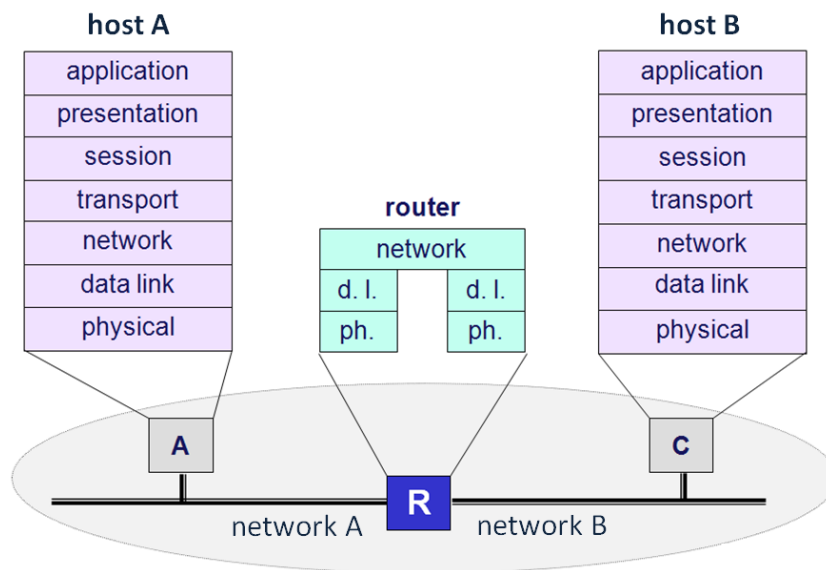 host A
application
presentation
session
transport
network
data link
physical
router
network
d. l.
d. l.
ph.
ph.
host B
application
presentation
session
transport
network
data link
physical
A
R
C
network A
network B